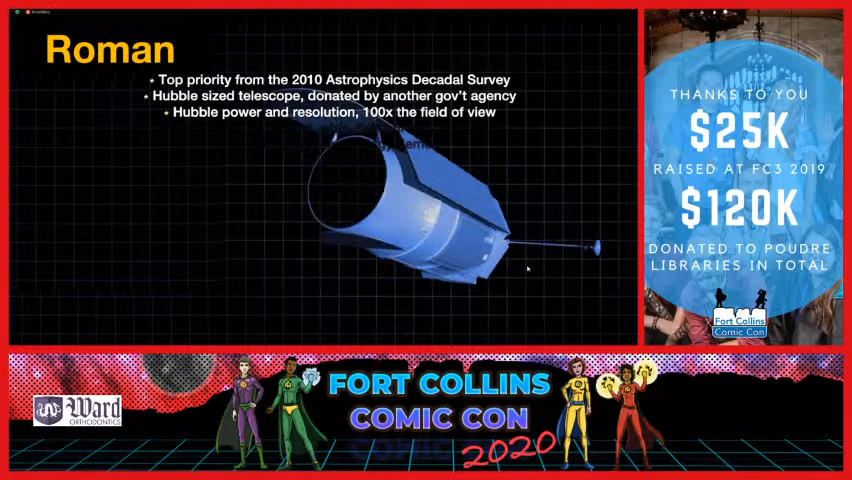 Roman
Top priority from the 2010 Astrophysics Decadal Survey
Hubble sized telescope, donated by another gov't agency
Hubble power and resolution, 100x the field of view
THANKS TO YOU
$25K
RAISED AT FC3 2019
$120K
DONATED TO POUDRE
LIBRARIES IN TOTAL
Fort Collins
Comic Con
Ward
ORTHODONTICS
FORT COLLINS
COMIC CON
2020